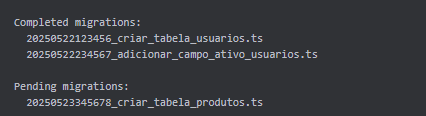 Completed migrations:
20250522123456_criar_tabela_usuarios.ts
20250522234567_adicionar_campo_ativo_usuarios.ts
Pending migrations:
20250523345678_criar_tabela_produtos.ts